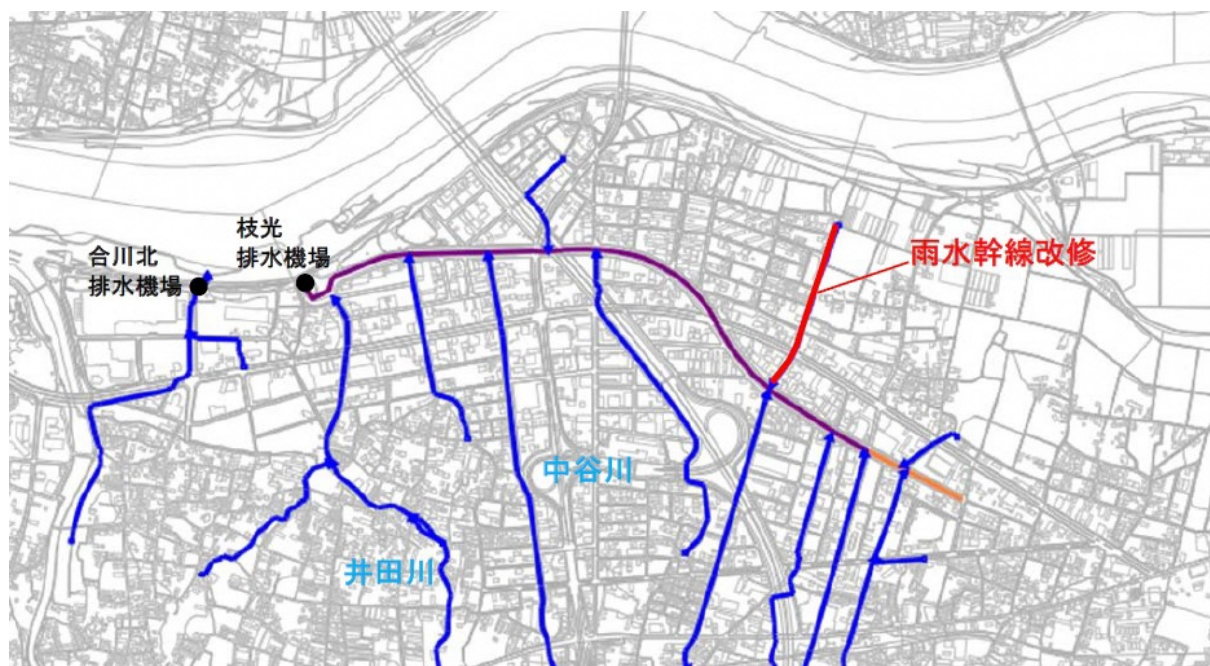 枝光
排水機場
合川北
排水機場
雨水幹線改修
中谷川
井田川